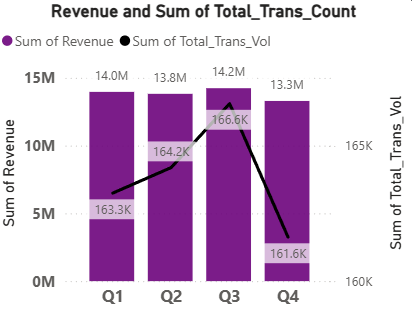 Revenue and Sum of Total_Trans_Count
Sum of Revenue Sum of Total_Trans_Vol
15M
10M
5M
0M
Sum of Revenue
14.0M 13.8M 14.2M 13.3M
163.3K 164.2K 166.6K 161.6K
165K
160K
Sum of Total_Trans_Vol
Q1 Q2 Q3 Q4